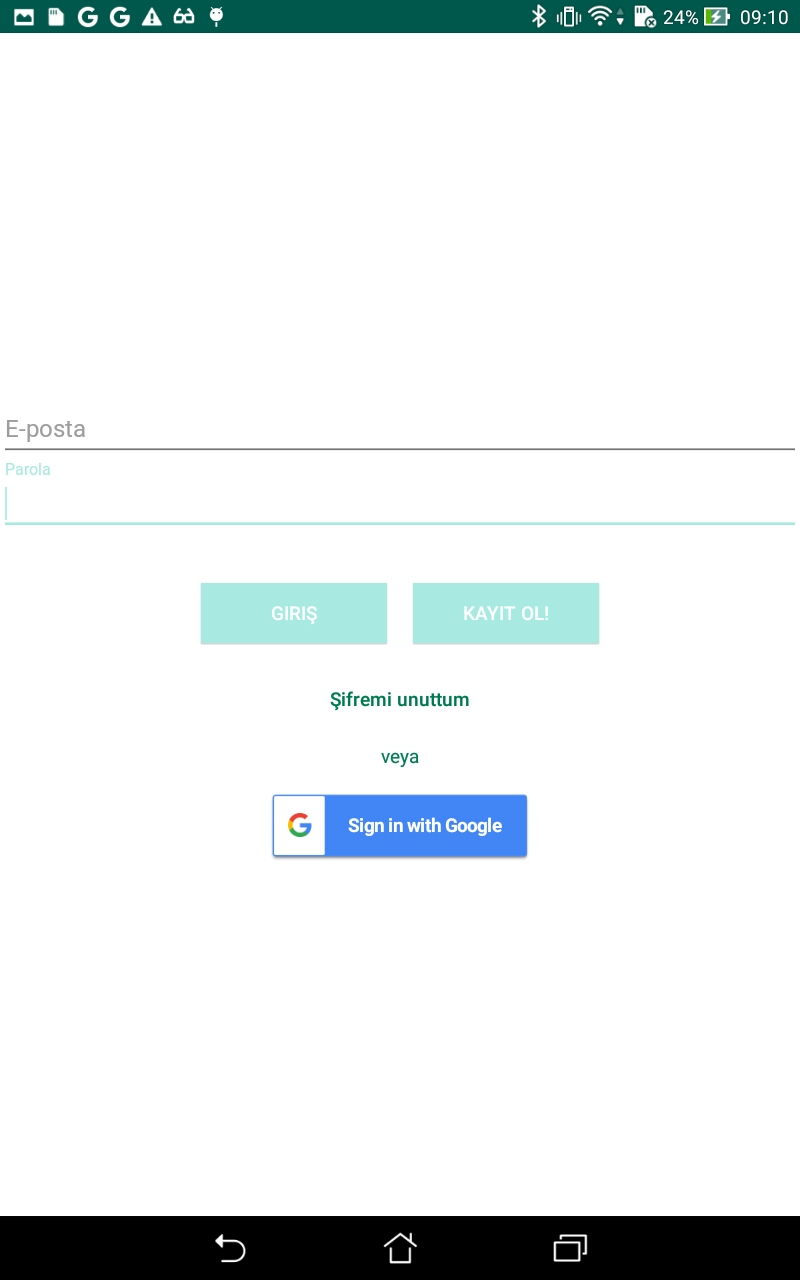 24% 09:10
E-posta
Parola
GIRIŞ KAYIT OL!
Şifremi unuttum
veya
Sign in with Google